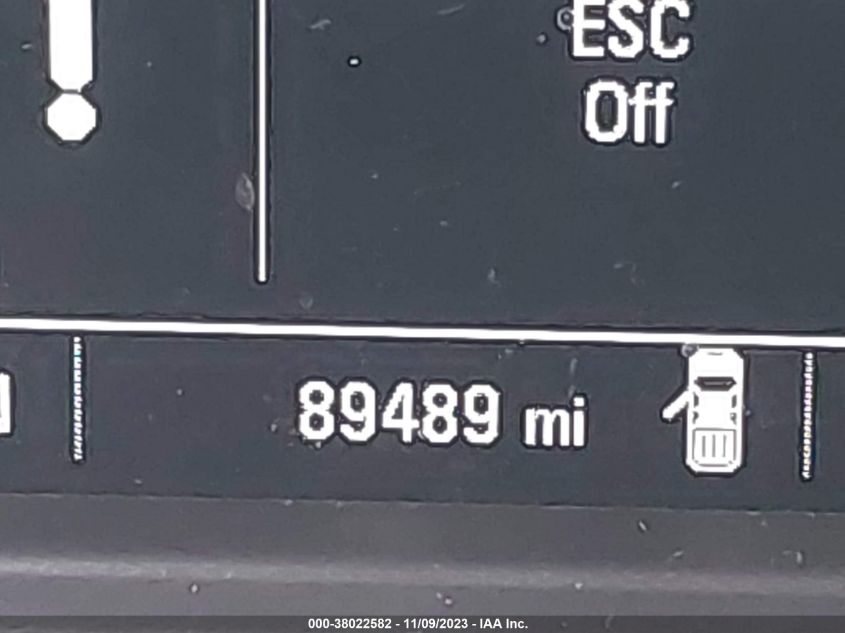 ESC
Off
89489 mi
000-38022582 - 11/09/2023 - IAA Inc.